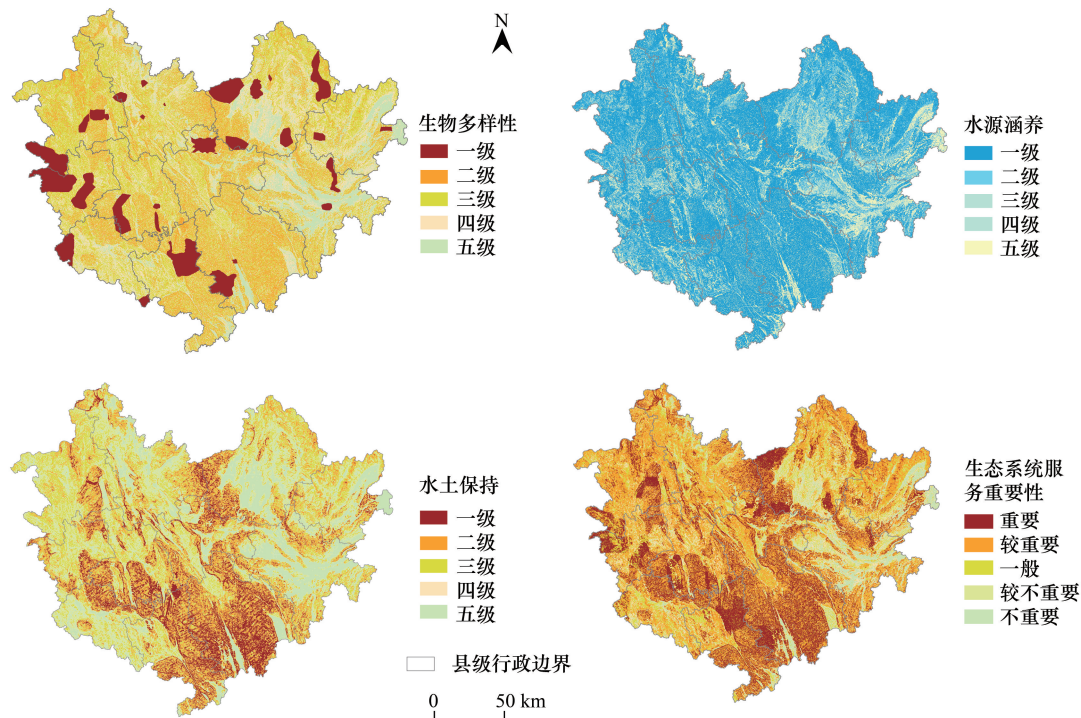 N
生物多样性
一级
二级
三级
四级
五级
水源涵养
一级
二级
三级
四级
五级
水土保持
一级
二级
三级
四级
五级
县级行政边界
0 50 km
生态系统服
务重要性
重要
较重要
一般
较不重要
不重要